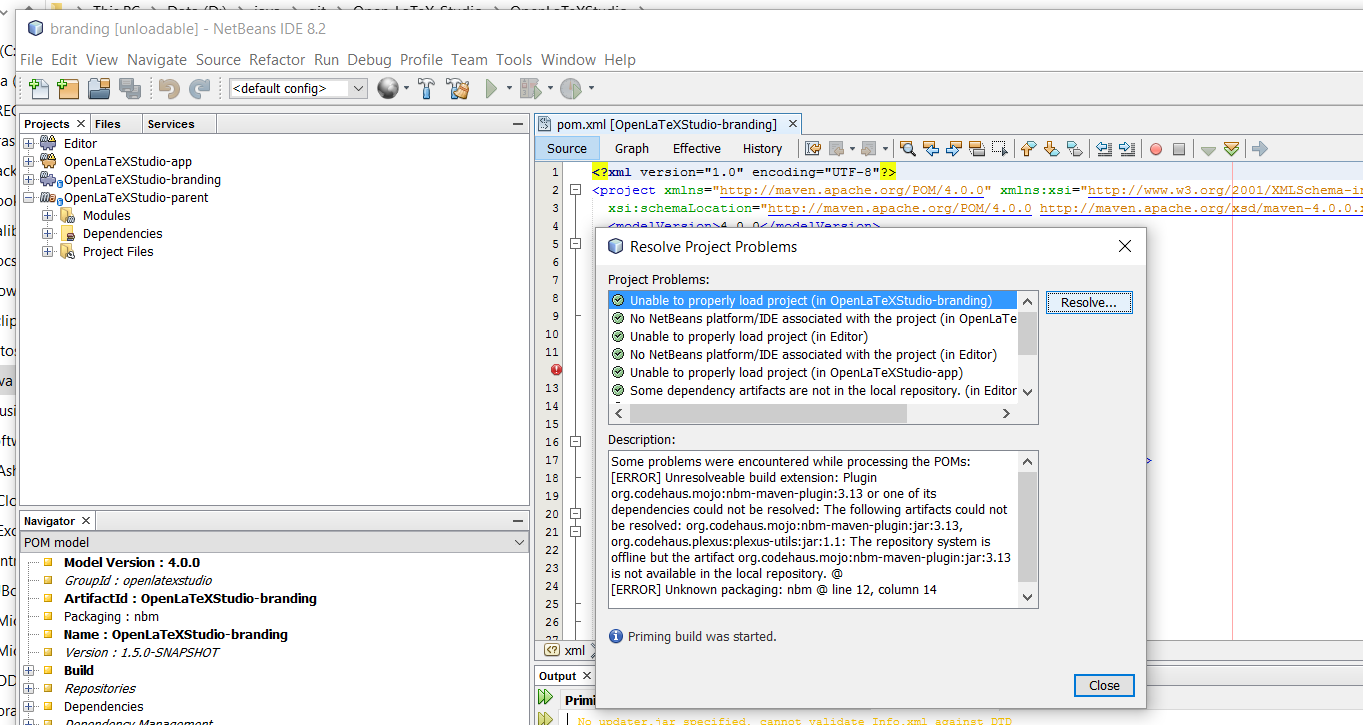 This PC Data (D:) java git Open-LaTeX-Studio OpenLaTeXStudio
branding [unloadable] - NetBeans IDE 8.2
File Edit View Navigate Source Refactor Run Debug Profile Team Tools Window Help
<default config>
Projects Files Services
Editor
OpenLaTeXStudio-app
OpenLaTeXStudio-branding
OpenLaTeXStudio-parent
Modules
Dependencies
Project Files
pom.xml [OpenLaTeXStudio-branding]
Source Graph Effective History
1 <?xml version="1.0" encoding="UTF-8"?>
2 <project xmlns="http://maven.apache.org/POM/4.0.0" xmlns:xsi="http://www.w3.org/2001/XMLSchema-in
3 xsi:schemaLocation="http://maven.apache.org/POM/4.0.0 http://maven.apache.org/xsd/maven-4.0.0.x
4 <modelVersion>4.0.0</modelVersion>
5
6
7
8
9
10
11
13
14
15
16
17 >
18
19
20
21
22
23
24
25
26
27
Resolve Project Problems
Project Problems:
Unable to properly load project (in OpenLaTeXStudio-branding)
No NetBeans platform/IDE associated with the project (in OpenLaTe
Unable to properly load project (in Editor)
No NetBeans platform/IDE associated with the project (in Editor)
Unable to properly load project (in OpenLaTeXStudio-app)
Some dependency artifacts are not in the local repository. (in Editor
Resolve...
Description:
Some problems were encountered while processing the POMs:
[ERROR] Unresolveable build extension: Plugin
org.codehaus.mojo:nbm-maven-plugin:3.13 or one of its
dependencies could not be resolved: The following artifacts could not
be resolved: org.codehaus.mojo:nbm-maven-plugin:jar:3.13,
org.codehaus.plexus:plexus-utils:jar:1.1: The repository system is
offline but the artifact org.codehaus.mojo:nbm-maven-plugin:jar:3.13
is not available in the local repository. @
[ERROR] Unknown packaging: nbm @ line 12, column 14
Priming build was started.
Close
Navigator
POM model
Model Version : 4.0.0
GroupId : openlatexstudio
ArtifactId : OpenLaTeXStudio-branding
Packaging : nbm
Name : OpenLaTeXStudio-branding
Version : 1.5.0-SNAPSHOT
Build
Repositories
Dependencies
Dependency Management
xml
Output
Primi
No updater.jar specified, cannot validate Info.xml against DTD